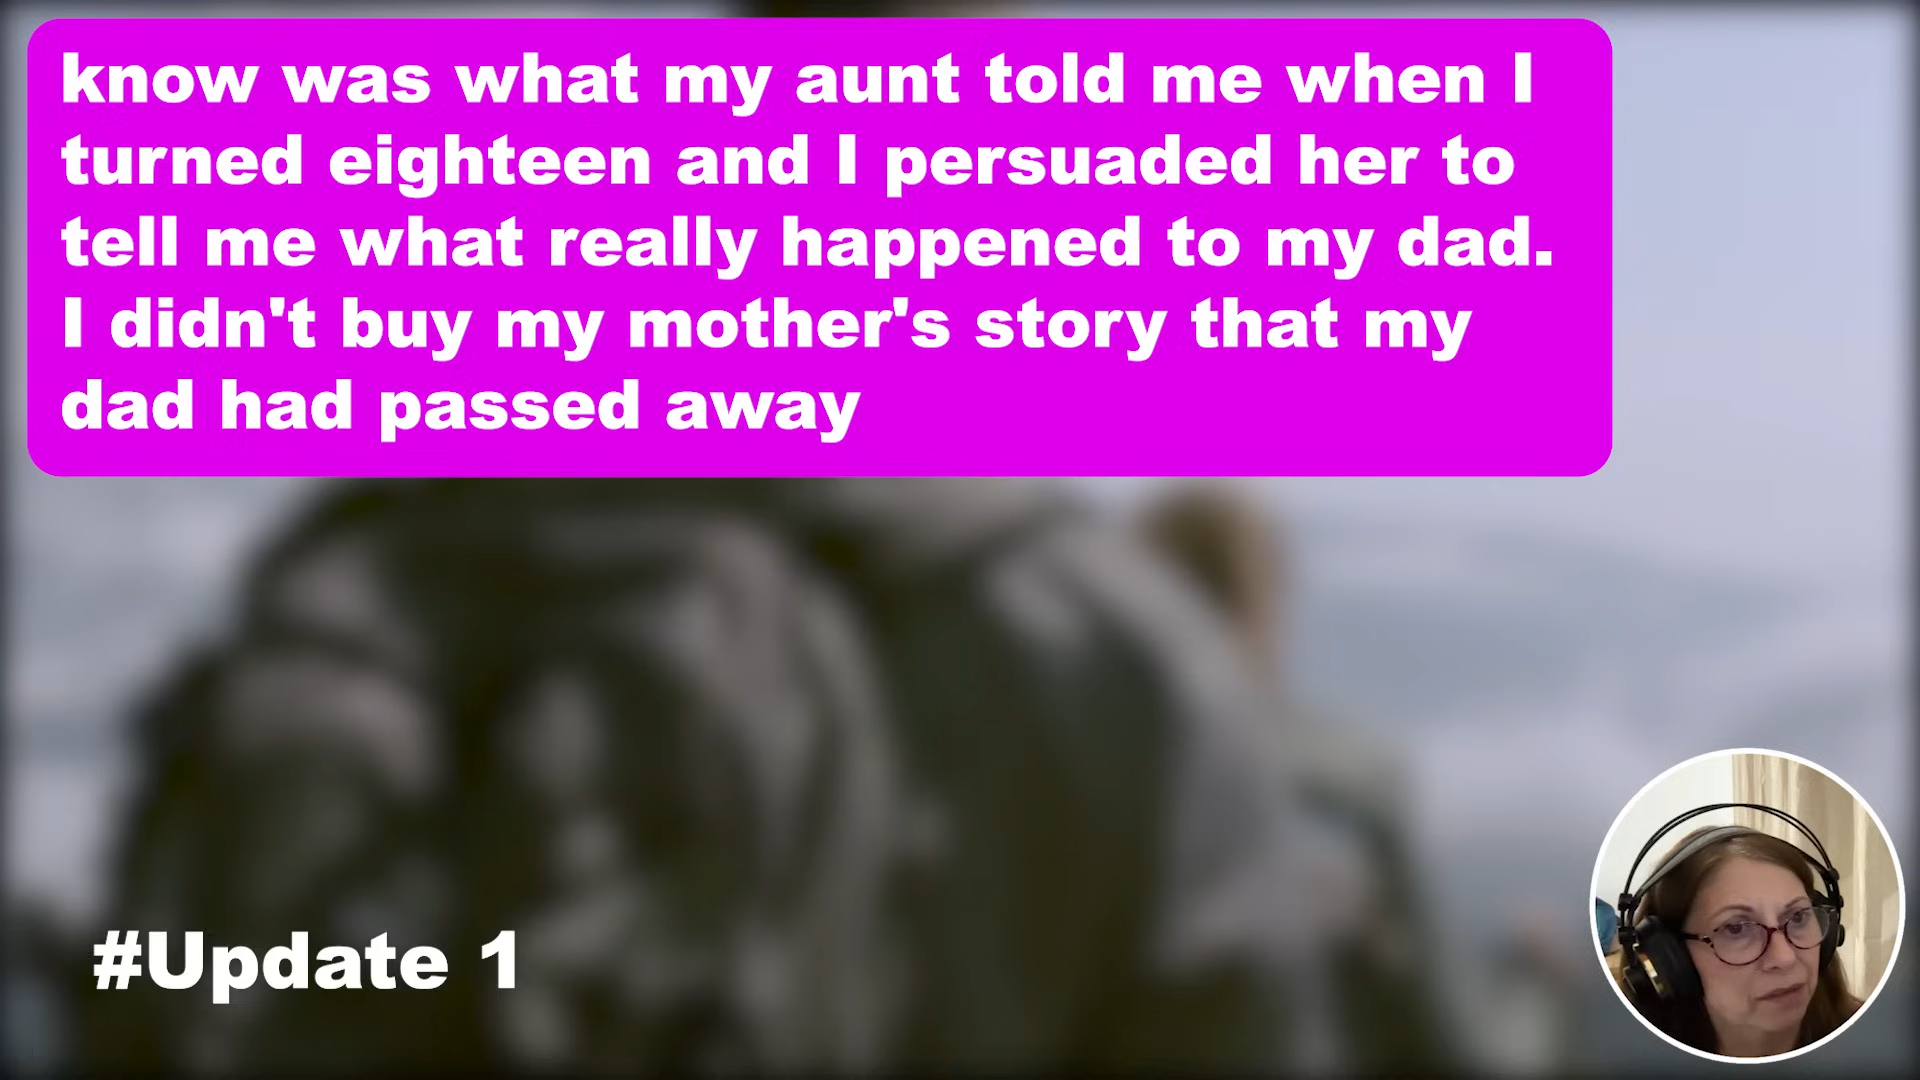 know was what my aunt told me when I
turned eighteen and I persuaded her to
tell me what really happened to my dad.
I didn't buy my mother's story that my
dad had passed away
#Update 1